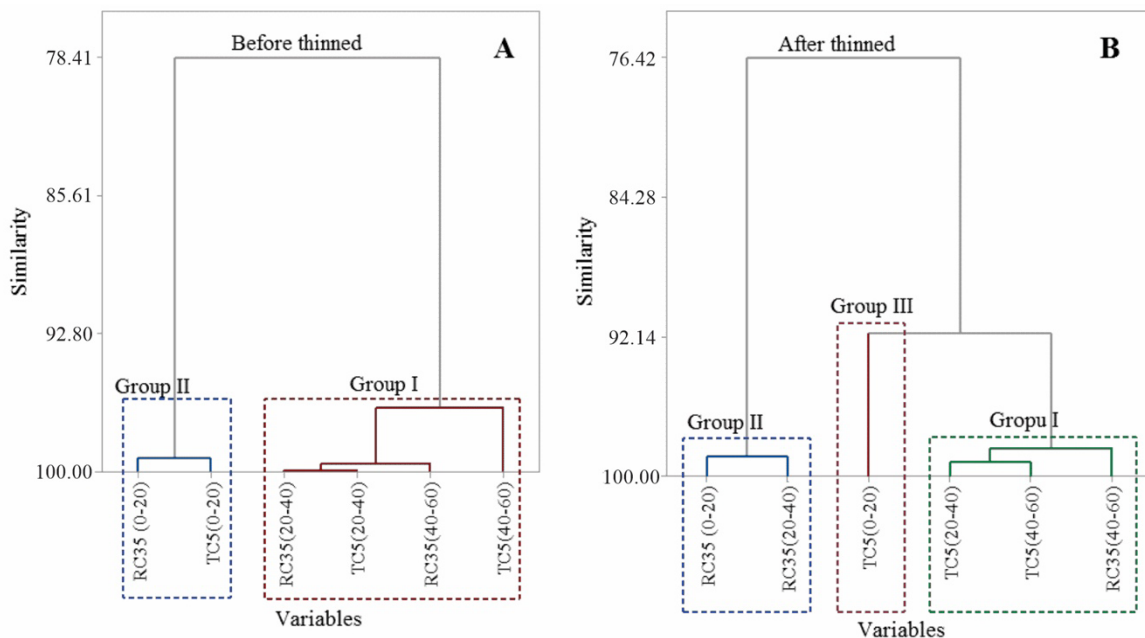 Before thinned
A
78.41
85.61
92.80
100.00
Similarity
Group II
Group I
RC35 (0-20)
TC5(0-20)
RC35(20-40)
TC5(20-40)
RC35(40-60)
TC5(40-60)
Variables
After thinned
B
76.42
84.28
92.14
100.00
Similarity
Group III
Group II
Gropu I
RC35 (0-20)
RC35(20-40)
TC5(0-20)
TC5(20-40)
TC5(40-60)
RC35(40-60)
Variables